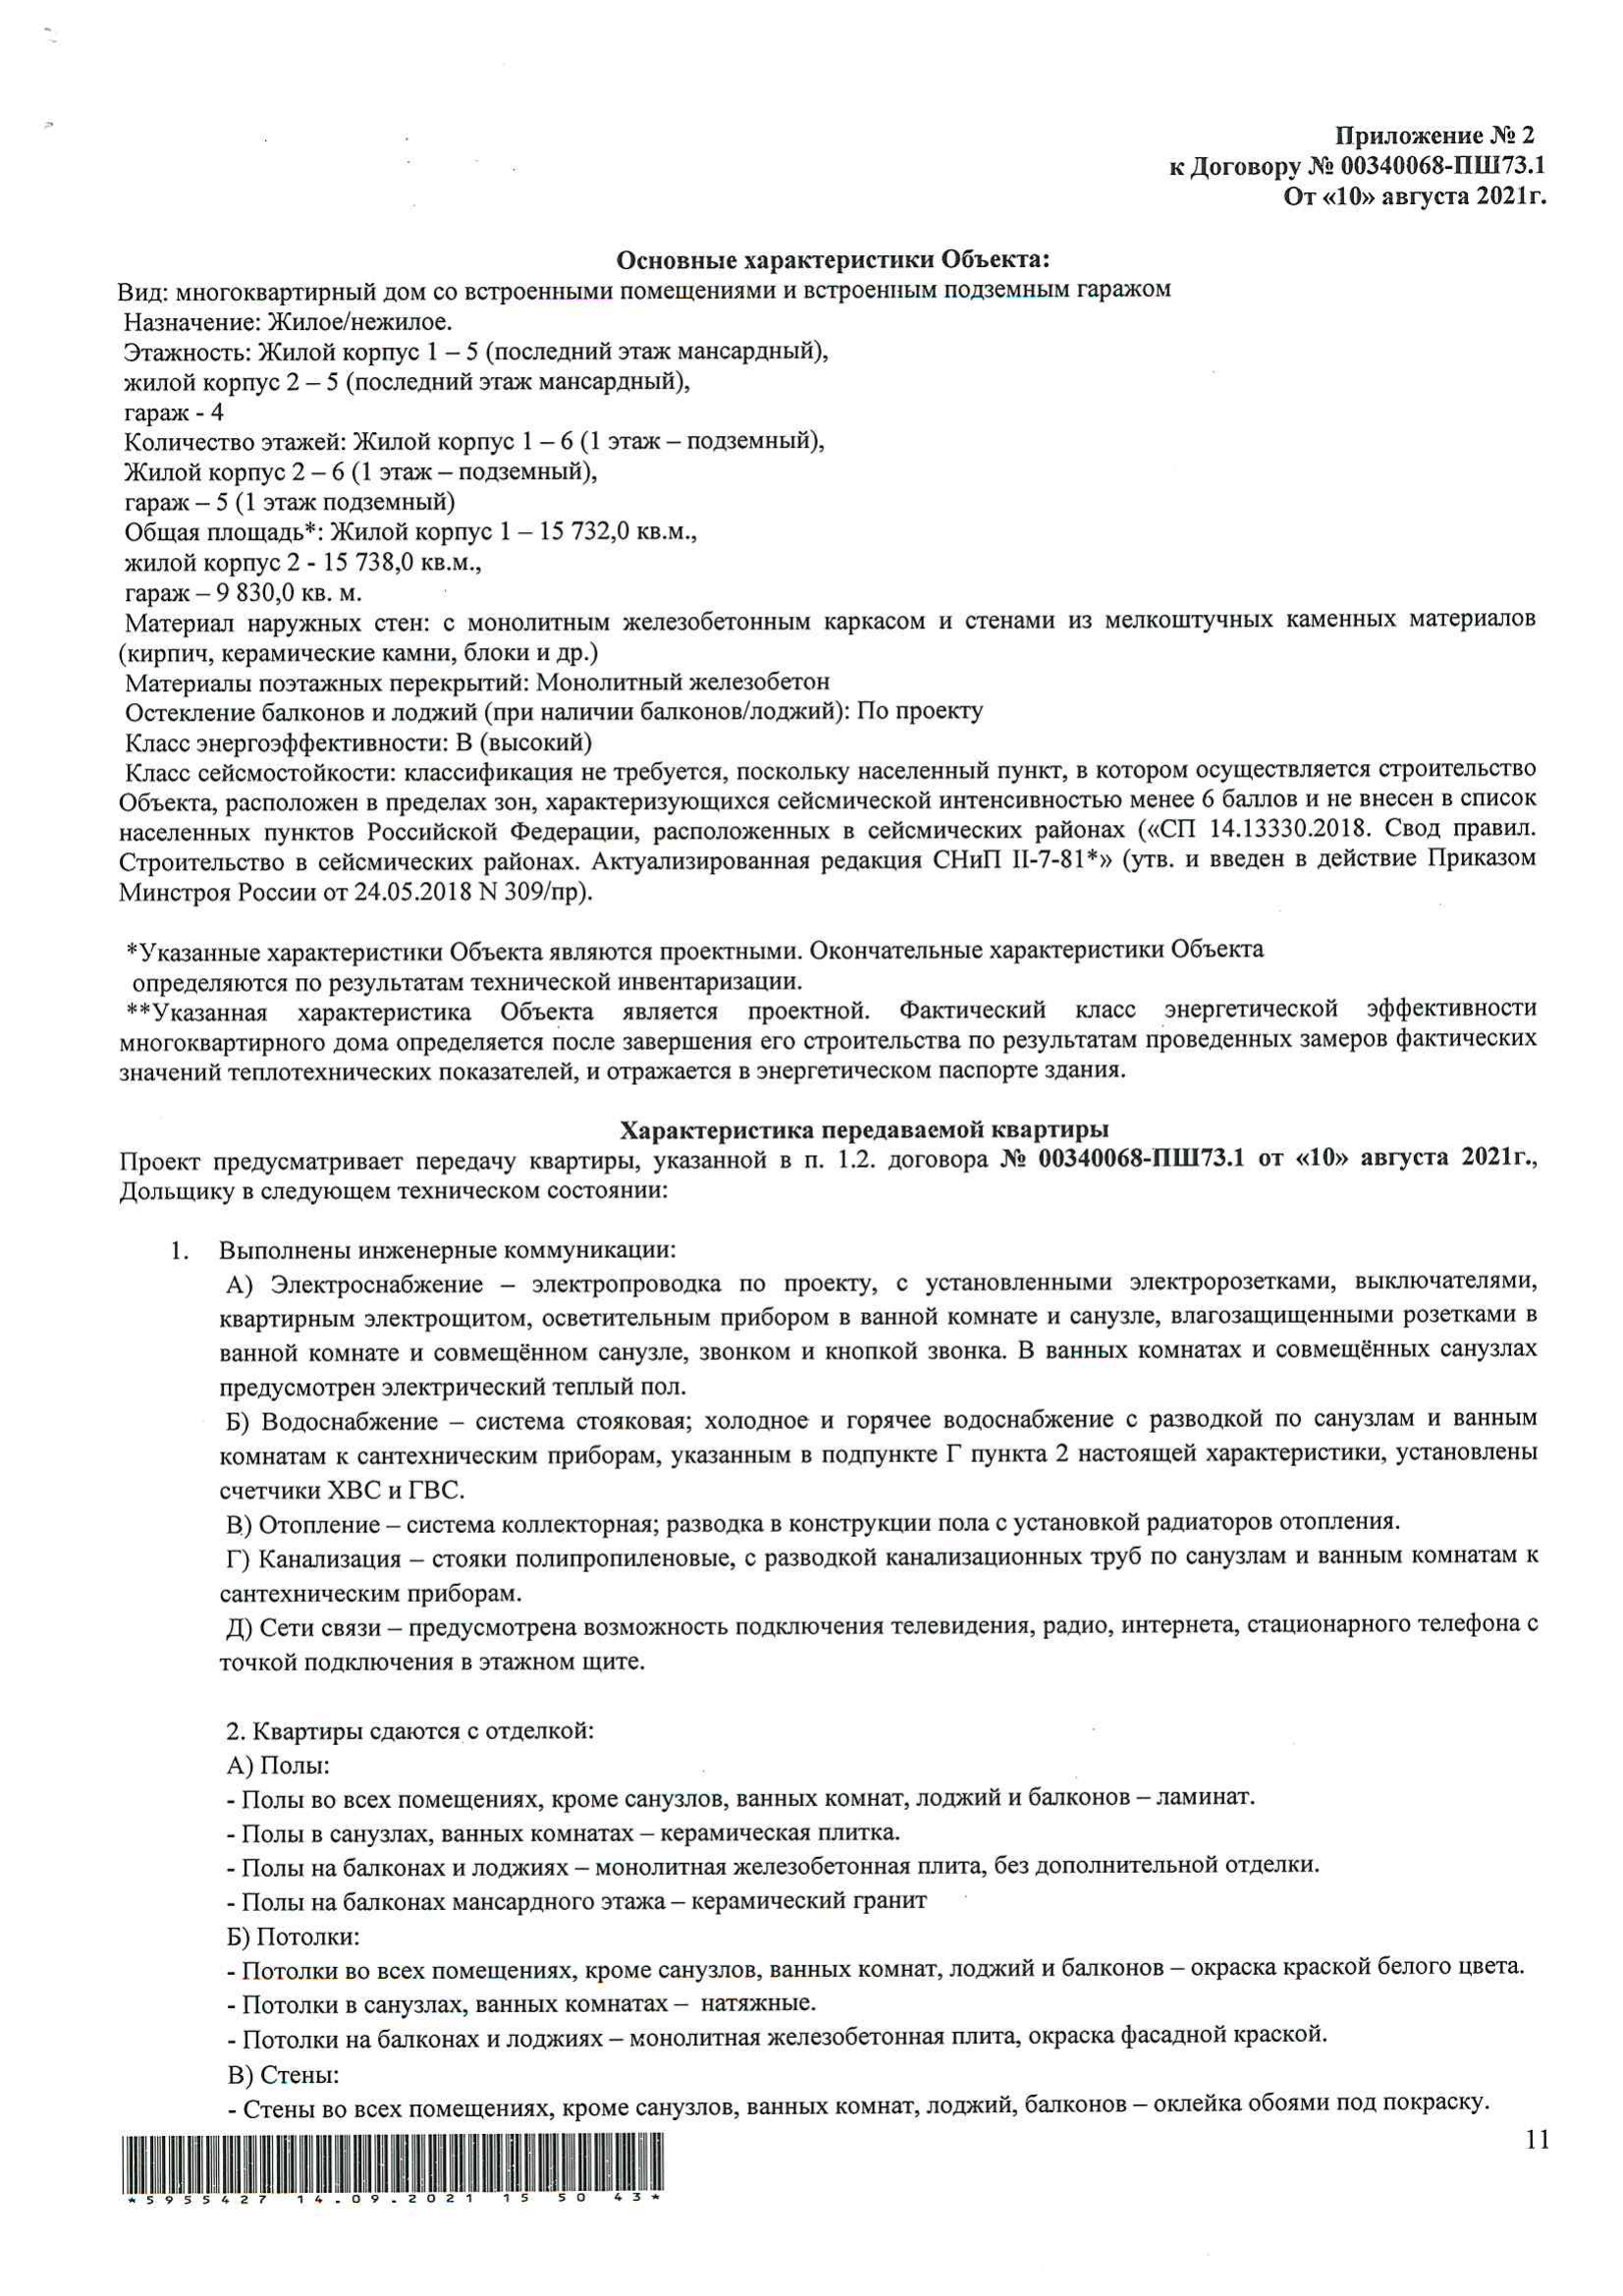 Приложение № 2
к Договору № 00340068-ПШ73.1
От «10» августа 2021г.
Основные характеристики Объекта:
Вид: многоквартирный дом со встроенными помещениями и встроенным подземным гаражом
Назначение: Жилое/нежилое.
Этажность: Жилой корпус 1 – 5 (последний этаж мансардный),
жилой корпус 2 – 5 (последний этаж мансардный),
гараж - 4
Количество этажей: Жилой корпус 1 – 6 (1 этаж – подземный),
Жилой корпус 2 – 6 (1 этаж – подземный),
гараж – 5 (1 этаж подземный)
Общая площадь*: Жилой корпус 1 – 15 732,0 кв.м.,
жилой корпус 2 - 15 738,0 кв.м.,
гараж – 9 830,0 кв. м.
Материал наружных стен: с монолитным железобетонным каркасом и стенами из мелкоштучных каменных материалов
(кирпич, керамические камни, блоки и др.)
Материалы поэтажных перекрытий: Монолитный железобетон
Остекление балконов и лоджий (при наличии балконов/лоджий): По проекту
Класс энергоэффективности: В (высокий)
Класс сейсмостойкости: классификация не требуется, поскольку населенный пункт, в котором осуществляется строительство
Объекта, расположен в пределах зон, характеризующихся сейсмической интенсивностью менее 6 баллов и не внесен в список
населенных пунктов Российской Федерации, расположенных в сейсмических районах («СП 14.13330.2018. Свод правил.
Строительство в сейсмических районах. Актуализированная редакция СНиП II-7-81*» (утв. и введен в действие Приказом
Минстроя России от 24.05.2018 N 309/пр).
*Указанные характеристики Объекта являются проектными. Окончательные характеристики Объекта
определяются по результатам технической инвентаризации.
**Указанная характеристика Объекта является проектной. Фактический класс энергетической эффективности
многоквартирного дома определяется после завершения его строительства по результатам проведенных замеров фактических
значений теплотехнических показателей, и отражается в энергетическом паспорте здания.
Характеристика передаваемой квартиры
Проект предусматривает передачу квартиры, указанной в п. 1.2. договора № 00340068-ПШ73.1 от «10» августа 2021г.,
Дольщику в следующем техническом состоянии:
1. Выполнены инженерные коммуникации:
А) Электроснабжение – электропроводка по проекту, с установленными электророзетками, выключателями,
квартирным электрощитом, осветительным прибором в ванной комнате и санузле, влагозащищенными розетками в
ванной комнате и совмещённом санузле, звонком и кнопкой звонка. В ванных комнатах и совмещённых санузлах
предусмотрен электрический теплый пол.
Б) Водоснабжение – система стояковая; холодное и горячее водоснабжение с разводкой по санузлам и ванным
комнатам к сантехническим приборам, указанным в подпункте Г пункта 2 настоящей характеристики, установлены
счетчики ХВС и ГВС.
В) Отопление – система коллекторная; разводка в конструкции пола с установкой радиаторов отопления.
Г) Канализация – стояки полипропиленовые, с разводкой канализационных труб по санузлам и ванным комнатам к
сантехническим приборам.
Д) Сети связи – предусмотрена возможность подключения телевидения, радио, интернета, стационарного телефона с
точкой подключения в этажном щите.
2. Квартиры сдаются с отделкой:
А) Полы:
- Полы во всех помещениях, кроме санузлов, ванных комнат, лоджий и балконов – ламинат.
- Полы в санузлах, ванных комнатах – керамическая плитка.
- Полы на балконах и лоджиях – монолитная железобетонная плита, без дополнительной отделки.
- Полы на балконах мансардного этажа – керамический гранит
Б) Потолки:
- Потолки во всех помещениях, кроме санузлов, ванных комнат, лоджий и балконов – окраска краской белого цвета.
- Потолки в санузлах, ванных комнатах – натяжные.
- Потолки на балконах и лоджиях – монолитная железобетонная плита, окраска фасадной краской.
В) Стены:
- Стены во всех помещениях, кроме санузлов, ванных комнат, лоджий, балконов – оклейка обоями под покраску.
11
*5955427 14.09.2021 15 50 43*